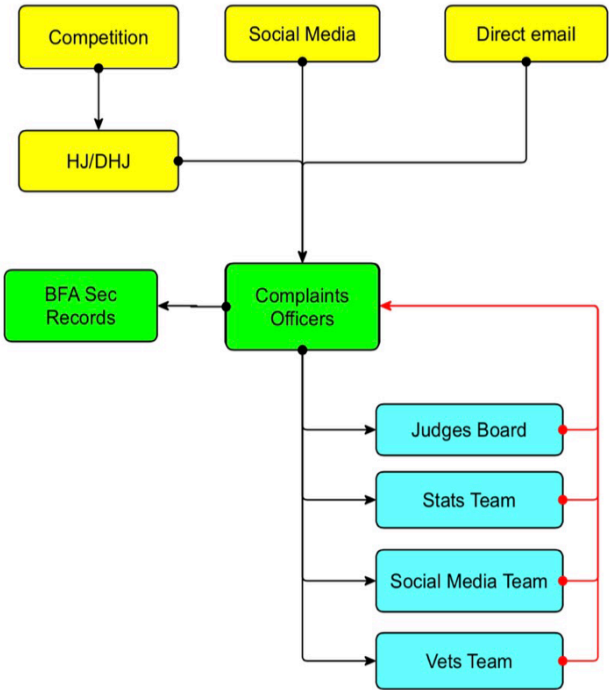 Competition
Social Media
Direct email
HJ/DHJ
BFA Sec
Records
Complaints
Officers
Judges Board
Stats Team
Social Media Team
Vets Team